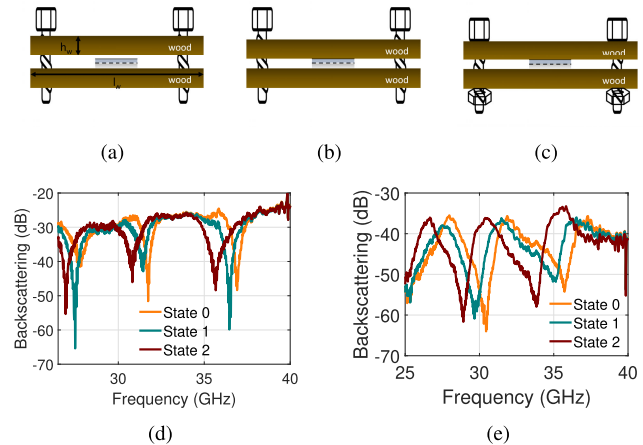 h_w
wood
l_w
wood
wood
wood
wood
wood
(a)
(b)
(c)
Backscattering (dB)
-20
-30
-40
-50
-60
-70
State 0
State 1
State 2
30
35
40
Frequency (GHz)
(d)
Backscattering (dB)
-30
-40
-50
-60
-70
State 0
State 1
State 2
25
30
35
40
Frequency (GHz)
(e)